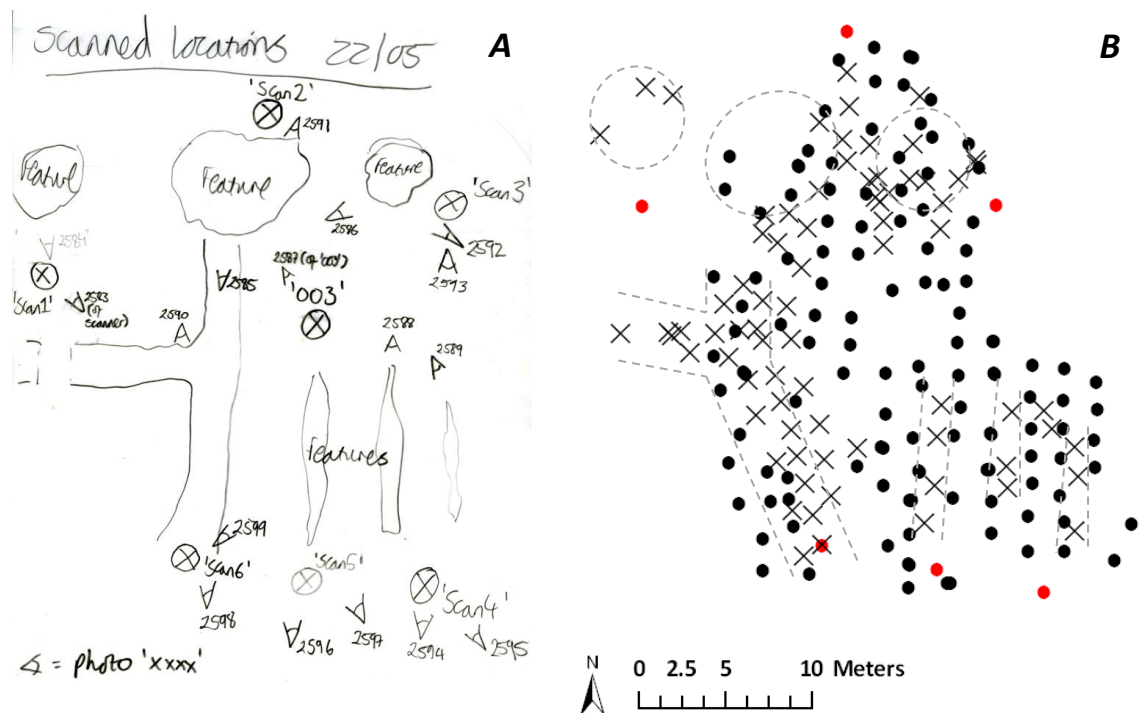 Scanned locations 22/05
A
'Scan2'
2591
Feature
Feature
Feature
'Scan3'
2586
2592
2584
2587 (of '003')
2593
'Scan1'
2583
(of
scanner)
2585
'003'
2590
2588
2589
Features
2599
'Scan6'
'Scan5'
'Scan4'
2598
2596
2597
2594
2595
= photo 'xxxx'
B
N
0 2.5 5 10 Meters